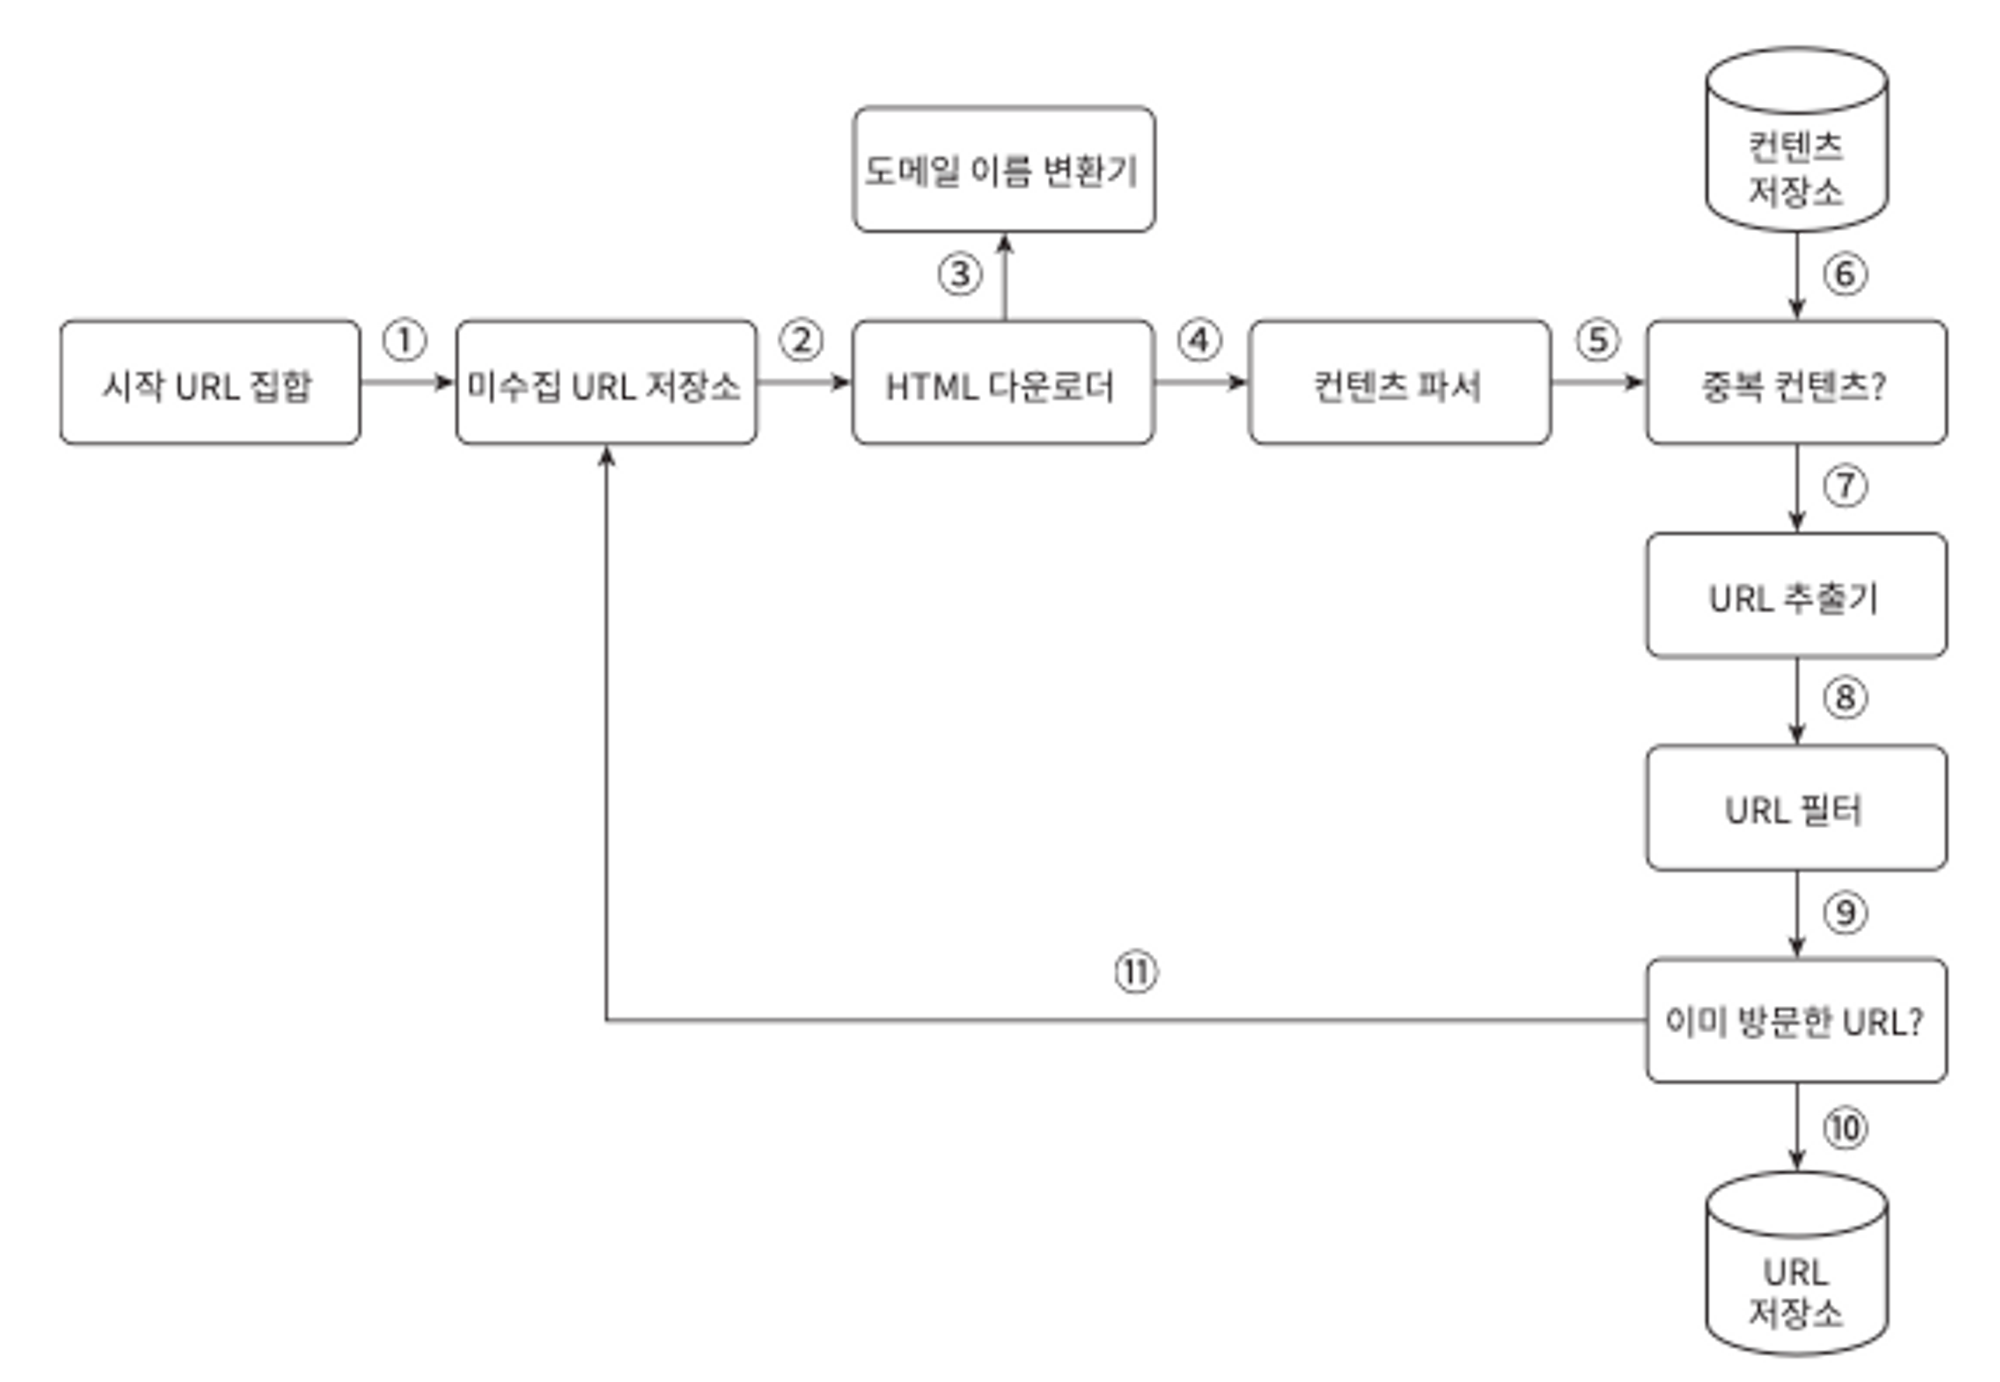 컨텐츠
저장소
도메일 이름 변환기
③
⑥
①
②
④
⑤
시작 URL 집합
미수집 URL 저장소
HTML 다운로더
컨텐츠 파서
중복 컨텐츠?
⑦
URL 추출기
⑧
URL 필터
⑨
⑪
이미 방문한 URL?
⑩
URL
저장소